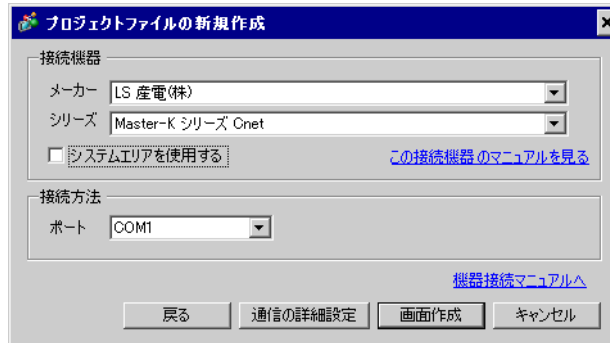 プロジェクトファイルの新規作成
接続機器
メーカー LS 産電(株)
シリーズ Master-K シリーズ Cnet
システムエリアを使用する この接続機器のマニュアルを見る
接続方法
ポート COM1
機器接続マニュアルへ
戻る 通信の詳細設定 画面作成 キャンセル